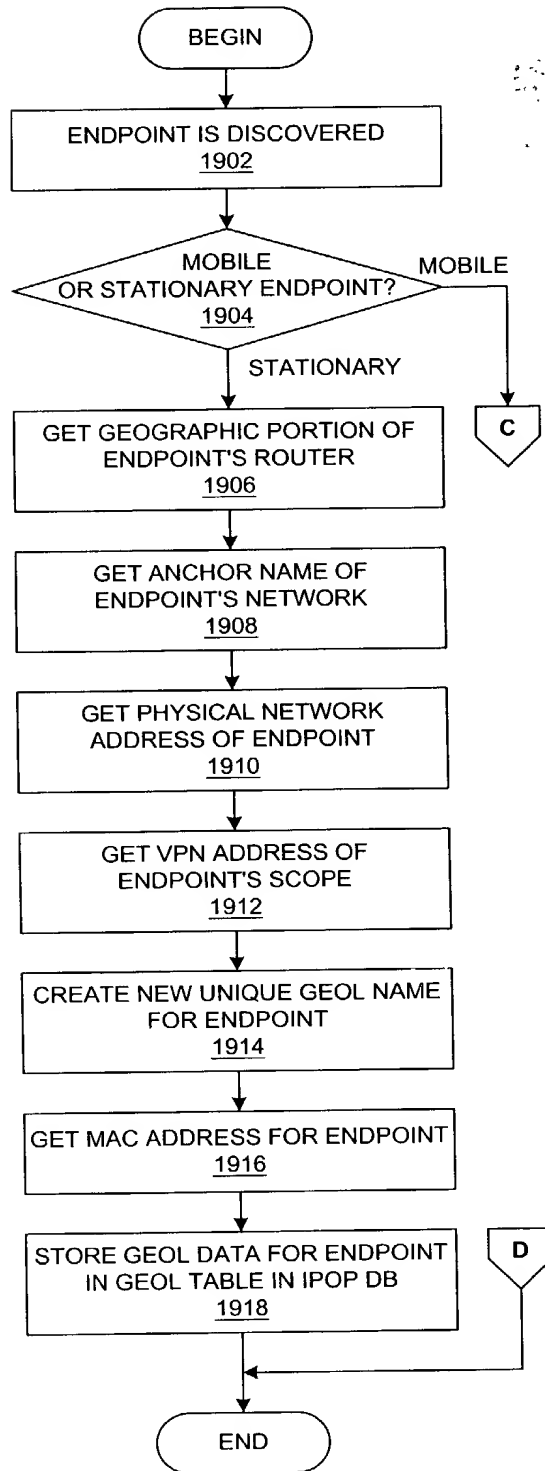 BEGIN
ENDPOINT IS DISCOVERED
1902
MOBILE
OR STATIONARY ENDPOINT?
1904
MOBILE
STATIONARY
C
GET GEOGRAPHIC PORTION OF
ENDPOINT'S ROUTER
1906
GET ANCHOR NAME OF
ENDPOINT'S NETWORK
1908
GET PHYSICAL NETWORK
ADDRESS OF ENDPOINT
1910
GET VPN ADDRESS OF
ENDPOINT'S SCOPE
1912
CREATE NEW UNIQUE GEOL NAME
FOR ENDPOINT
1914
GET MAC ADDRESS FOR ENDPOINT
1916
STORE GEOL DATA FOR ENDPOINT
IN GEOL TABLE IN IPOP DB
1918
D
END